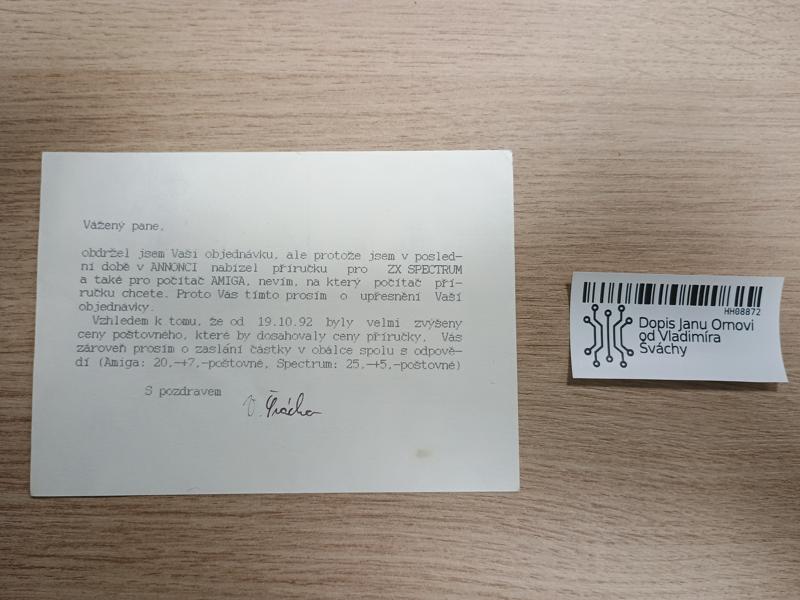 Vážený pane,
obdržel jsem Vaši objednávku, ale protože jsem v posled-
ní době v ANNONCI nabízel příručku pro ZX SPECTRUM
a také pro počítač AMIGA, nevím, na který počítač pří-
ručku chcete. Proto Vás tímto prosím o upřesnění Vaší
objednávky.
Vzhledem k tomu, že od 19.10.92 byly velmi zvýšeny
ceny poštovného, které by dosahovaly ceny příručky, Vás
zároveň prosím o zaslání částky v obálce spolu s odpově-
dí (Amiga: 20,-+7,-poštovné, Spectrum: 25,-+5,-poštovné)
S pozdravem
V. Švácha
HH08872
Dopis Janu Ornovi
od Vladimíra
Sváchy